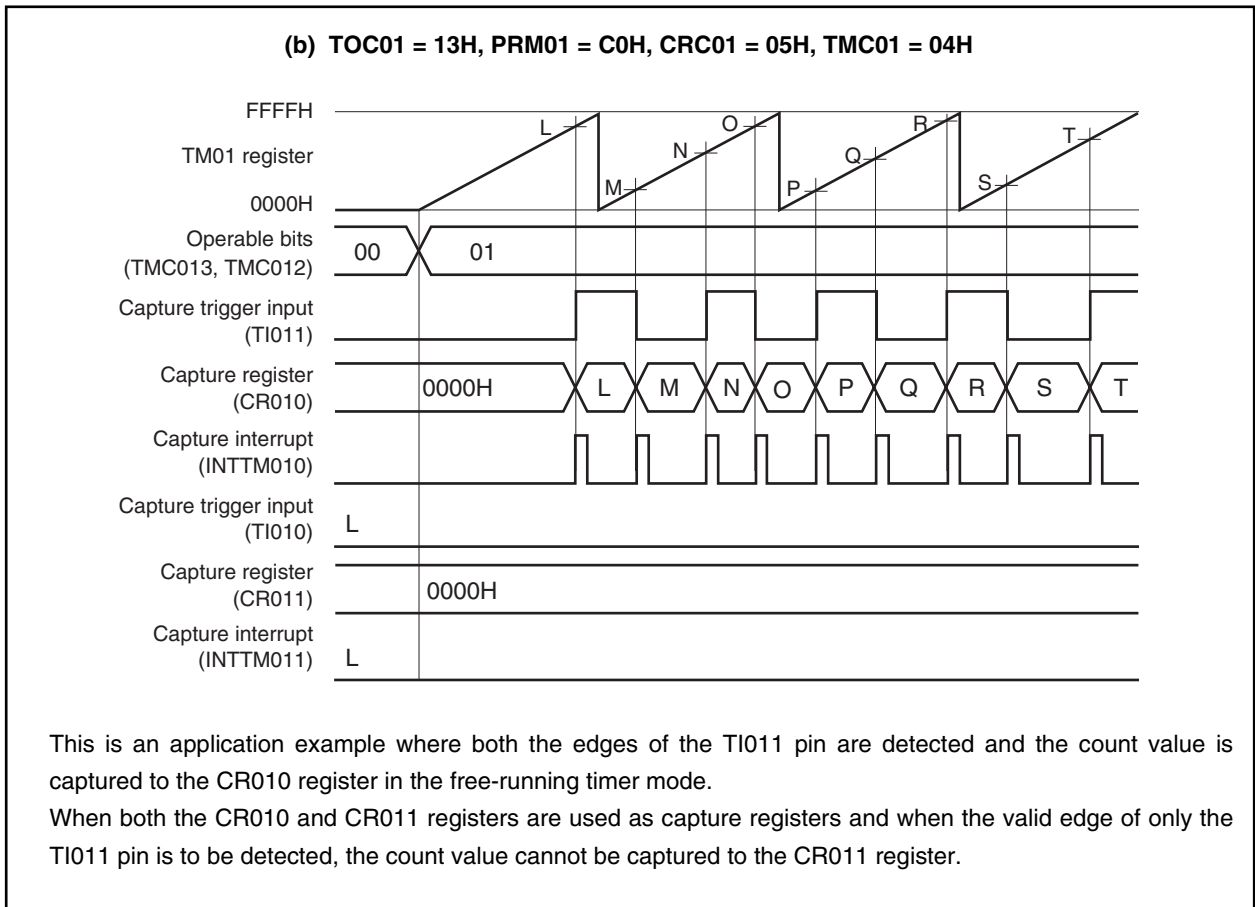 (b) TOC01 = 13H, PRM01 = C0H, CRC01 = 05H, TMC01 = 04H
FFFFH
TM01 register
0000H
L
M
N
O
P
Q
R
S
T
Operable bits
(TMC013, TMC012)
00
01
Capture trigger input
(TI011)
Capture register
(CR010)
0000H
L
M
N
O
P
Q
R
S
T
Capture interrupt
(INTTM010)
Capture trigger input
(TI010)
L
Capture register
(CR011)
0000H
Capture interrupt
(INTTM011)
L
This is an application example where both the edges of the TI011 pin are detected and the count value is
captured to the CR010 register in the free-running timer mode.
When both the CR010 and CR011 registers are used as capture registers and when the valid edge of only the
TI011 pin is to be detected, the count value cannot be captured to the CR011 register.